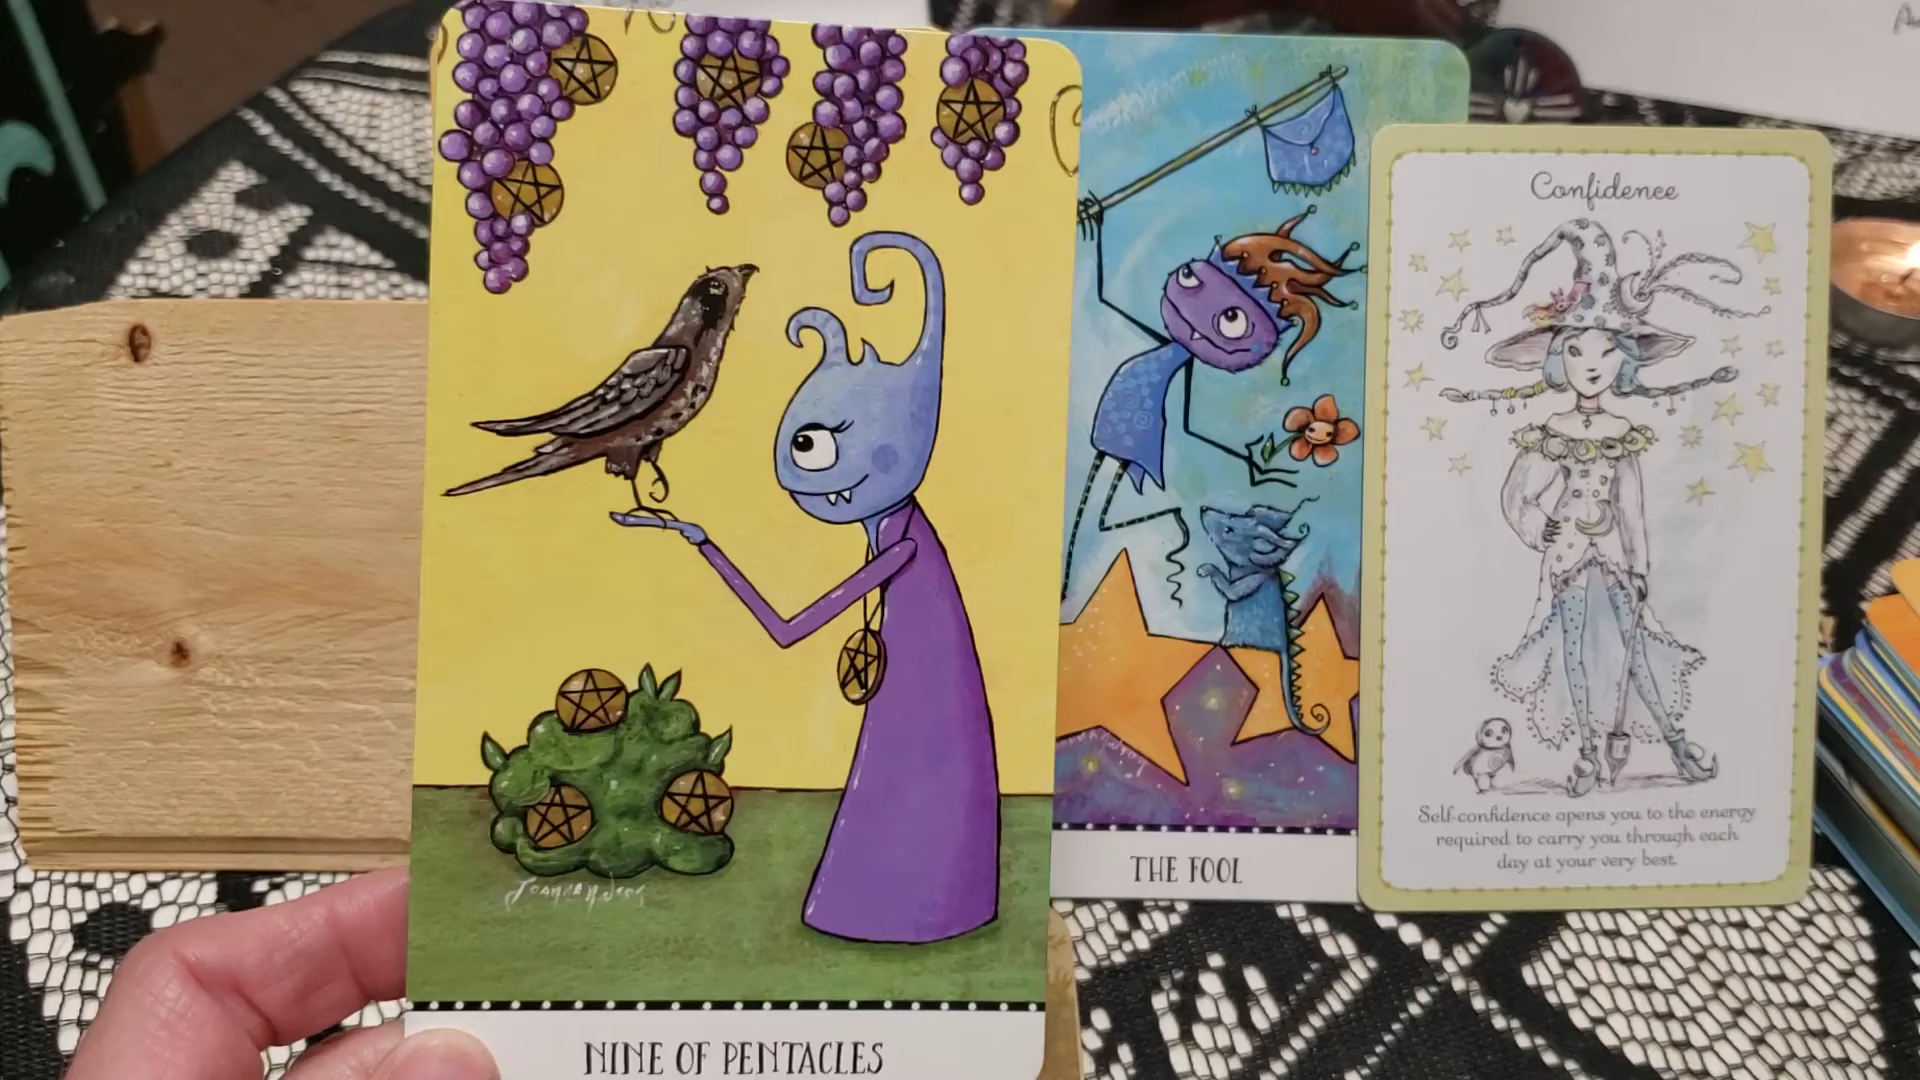 NINE OF PENTACLES
THE FOOL
Confidence
Self-confidence opens you to the energy
required to carry you through each
day at your very best.